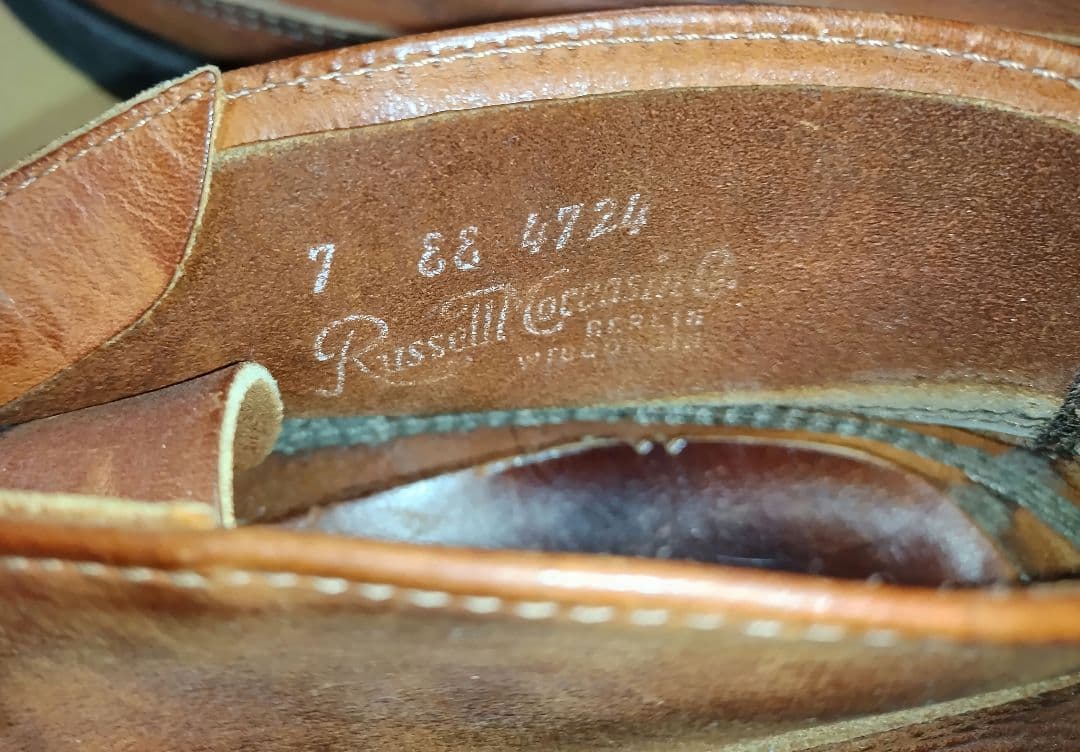 7 EE 4724
Russell Moccasin Co.
BERLIN
WISCONSIN